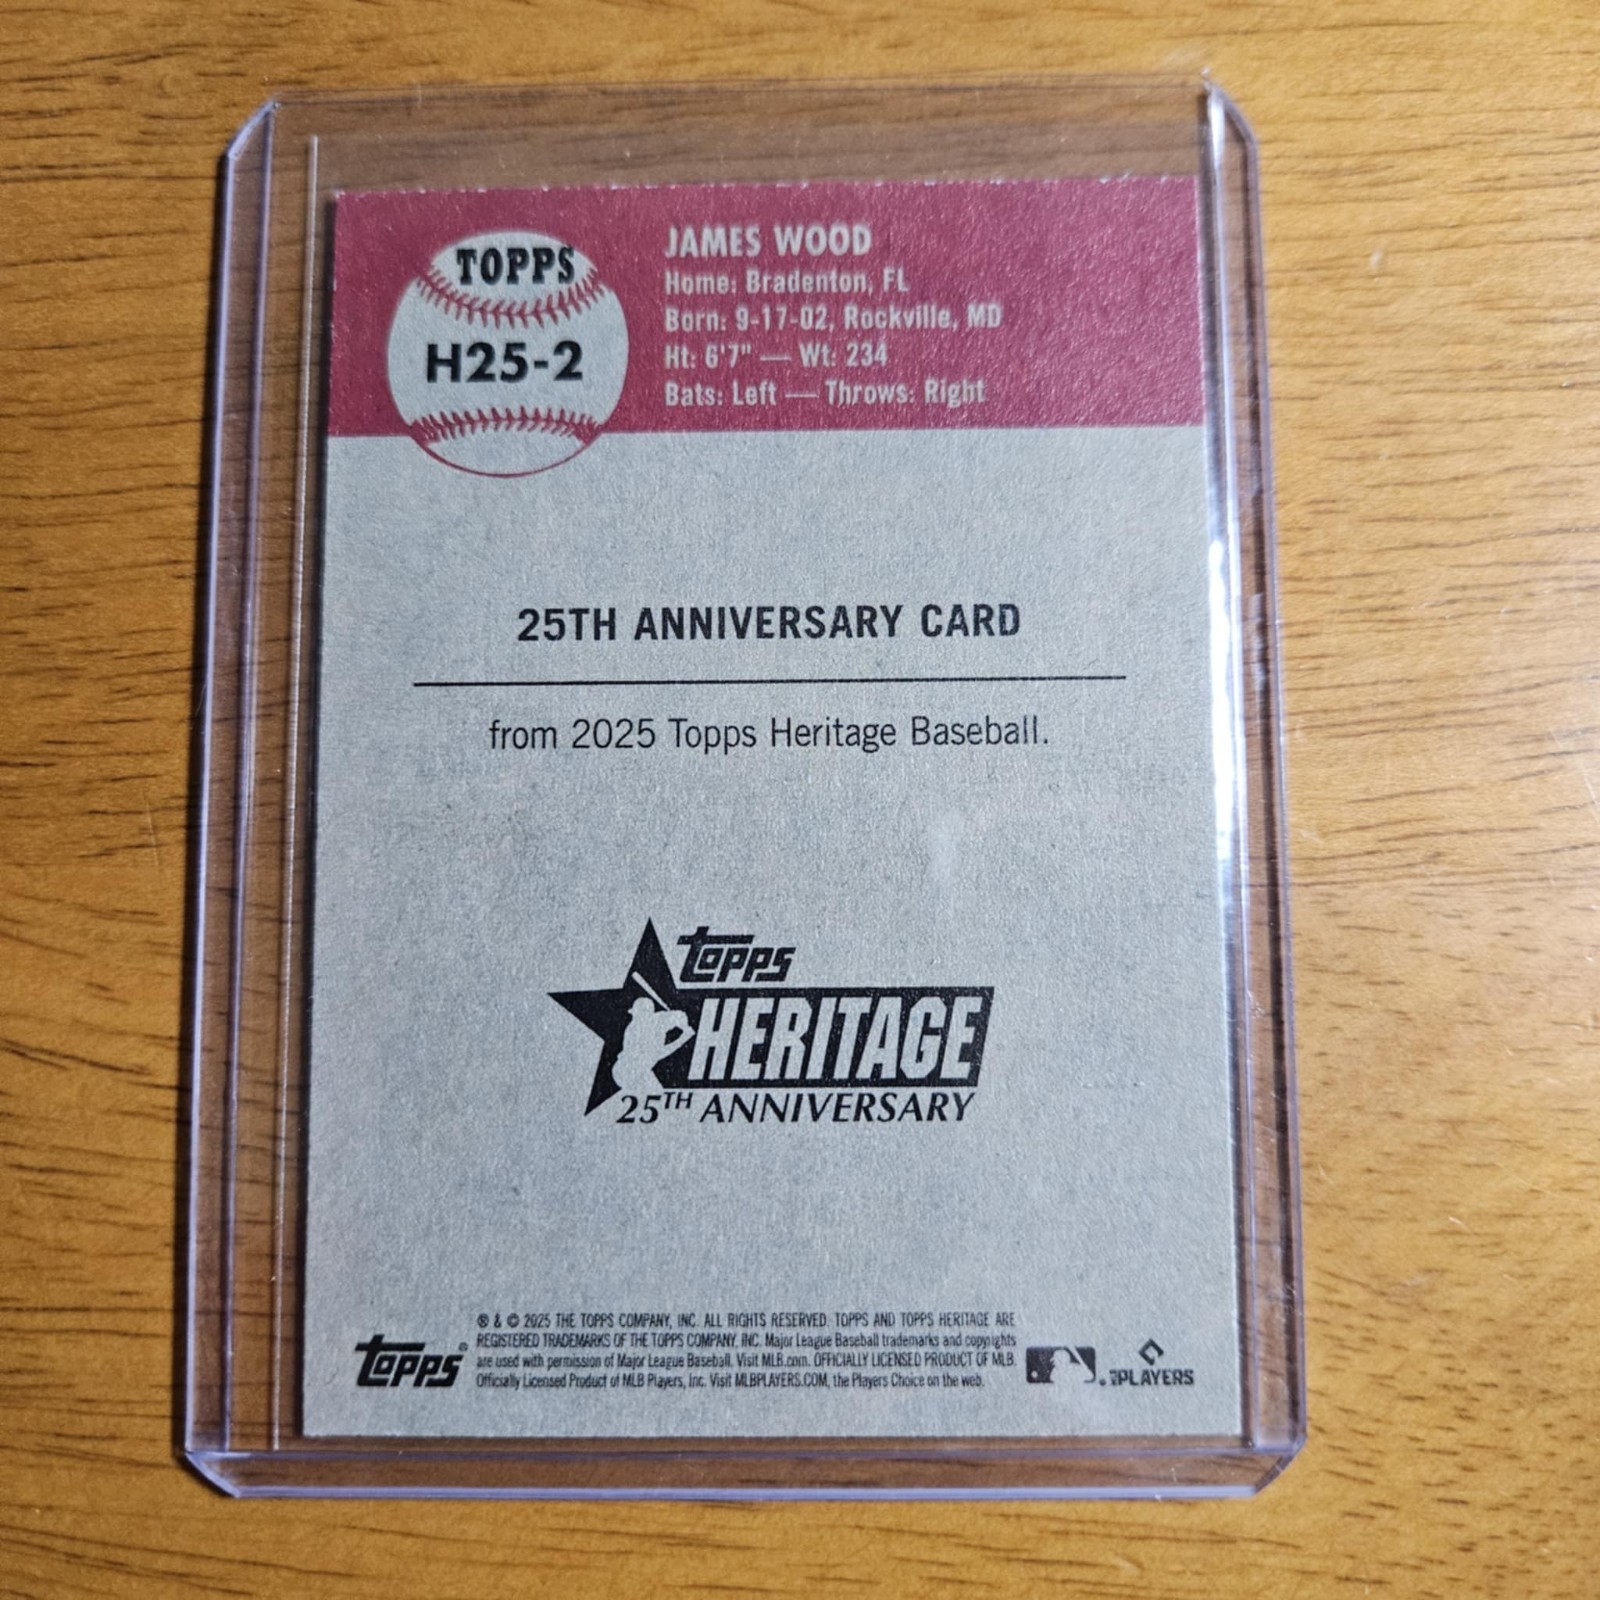 TOPPS
H25-2
JAMES WOOD
Home: Bradenton, FL
Born: 9-17-02, Rockville, MD
Ht: 6'7" — Wt: 234
Bats: Left — Throws: Right
25TH ANNIVERSARY CARD
from 2025 Topps Heritage Baseball.
Topps
HERITAGE
25TH ANNIVERSARY
Topps®
® & © 2025 THE TOPPS COMPANY, INC. ALL RIGHTS RESERVED. TOPPS AND TOPPS HERITAGE ARE
REGISTERED TRADEMARKS OF THE TOPPS COMPANY, INC. Major League Baseball trademarks and copyrights
are used with permission of Major League Baseball. Visit MLB.com. OFFICIALLY LICENSED PRODUCT OF MLB.
Officially Licensed Product of MLB Players, Inc. Visit MLBPLAYERS.COM, the Players Choice on the web.
PLAYERS